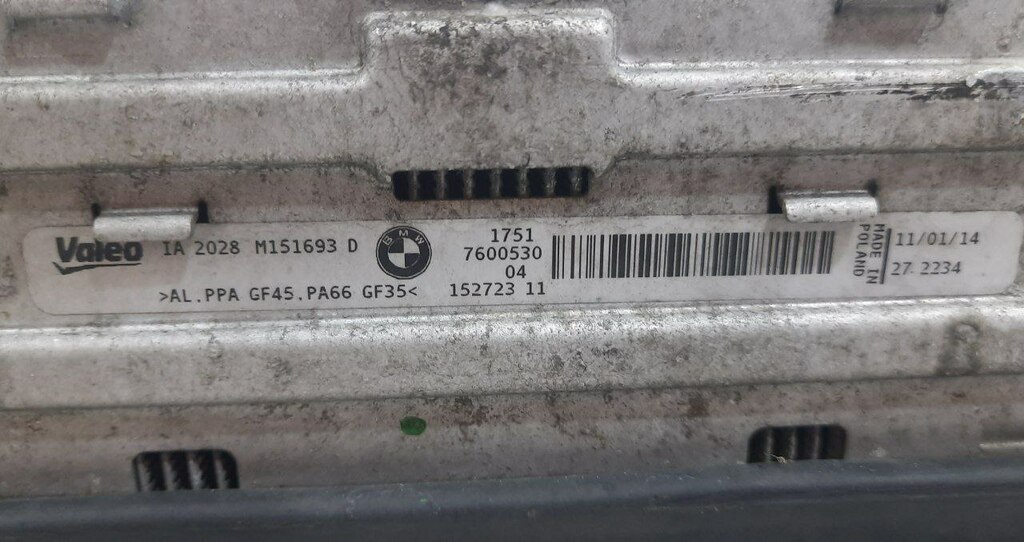 Valeo IA 2028 M151693 D
>AL.PPA GF45.PA66 GF35<
BMW
1751
7600530
04
152723 11
MADE IN
POLAND
11/01/14
27 2234